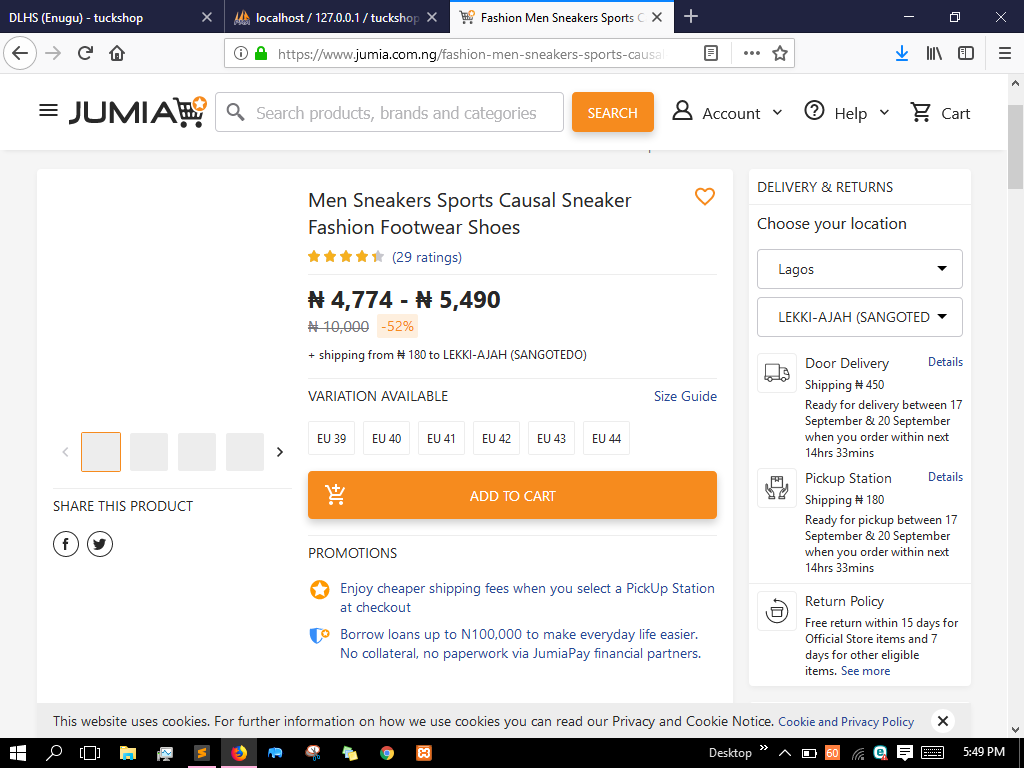 DLHS (Enugu) - tuckshop
localhost / 127.0.0.1 / tuckshop
Fashion Men Sneakers Sports C
https://www.jumia.com.ng/fashion-men-sneakers-sports-causal
JUMIA
Search products, brands and categories
SEARCH
Account
Help
Cart
Men Sneakers Sports Causal Sneaker
Fashion Footwear Shoes
(29 ratings)
₦ 4,774 - ₦ 5,490
₦ 10,000 -52%
+ shipping from ₦ 180 to LEKKI-AJAH (SANGOTEDO)
VARIATION AVAILABLE
Size Guide
EU 39 EU 40 EU 41 EU 42 EU 43 EU 44
ADD TO CART
SHARE THIS PRODUCT
PROMOTIONS
Enjoy cheaper shipping fees when you select a PickUp Station
at checkout
Borrow loans up to N100,000 to make everyday life easier.
No collateral, no paperwork via JumiaPay financial partners.
DELIVERY & RETURNS
Choose your location
Lagos
LEKKI-AJAH (SANGOTED
Door Delivery
Details
Shipping ₦ 450
Ready for delivery between 17
September & 20 September
when you order within next
14hrs 33mins
Pickup Station
Details
Shipping ₦ 180
Ready for pickup between 17
September & 20 September
when you order within next
14hrs 33mins
Return Policy
Free return within 15 days for
Official Store items and 7
days for other eligible
items. See more
This website uses cookies. For further information on how we use cookies you can read our Privacy and Cookie Notice. Cookie and Privacy Policy
Desktop
60
5:49 PM